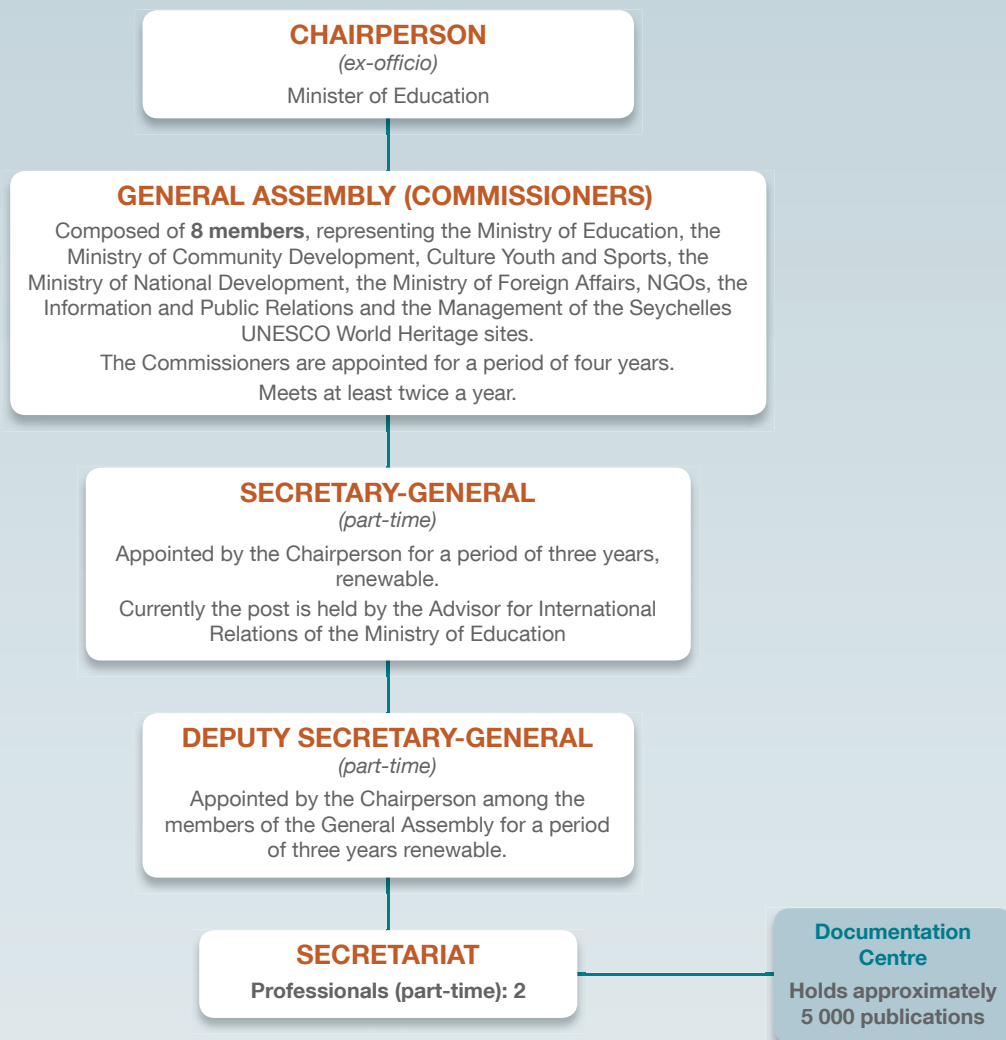 CHAIRPERSON
(ex-officio)
Minister of Education
GENERAL ASSEMBLY (COMMISSIONERS)
Composed of 8 members, representing the Ministry of Education, the
Ministry of Community Development, Culture Youth and Sports, the
Ministry of National Development, the Ministry of Foreign Affairs, NGOs, the
Information and Public Relations and the Management of the Seychelles
UNESCO World Heritage sites.
The Commissioners are appointed for a period of four years.
Meets at least twice a year.
SECRETARY-GENERAL
(part-time)
Appointed by the Chairperson for a period of three years,
renewable.
Currently the post is held by the Advisor for International
Relations of the Ministry of Education
DEPUTY SECRETARY-GENERAL
(part-time)
Appointed by the Chairperson among the
members of the General Assembly for a period
of three years renewable.
SECRETARIAT
Professionals (part-time): 2
Documentation
Centre
Holds approximately
5 000 publications